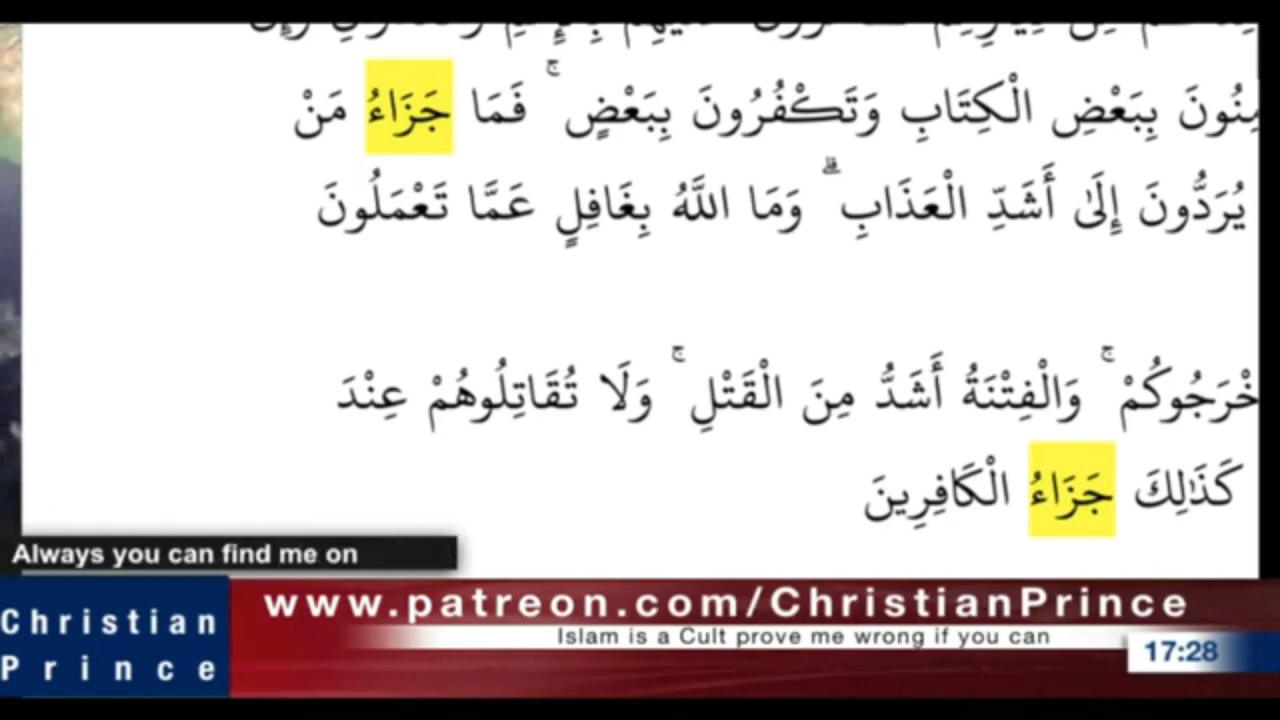 بِبَعْضِ الْكِتَابِ وَتَكْفُرُونَ بِبَعْضٍ ۚ فَمَا جَزَاءُ مَنْ
يُرَدُّونَ إِلَىٰ أَشَدِّ الْعَذَابِ ۗ وَمَا اللَّهُ بِغَافِلٍ عَمَّا تَعْمَلُونَ
خْرَجُوكُمْ ۚ وَالْفِتْنَةُ أَشَدُّ مِنَ الْقَتْلِ ۚ وَلَا تُقَاتِلُوهُمْ عِنْدَ
كَذَٰلِكَ جَزَاءُ الْكَافِرِينَ
Always you can find me on
Christian
Prince
www.patreon.com/ChristianPrince
Islam is a Cult prove me wrong if you can
17:28